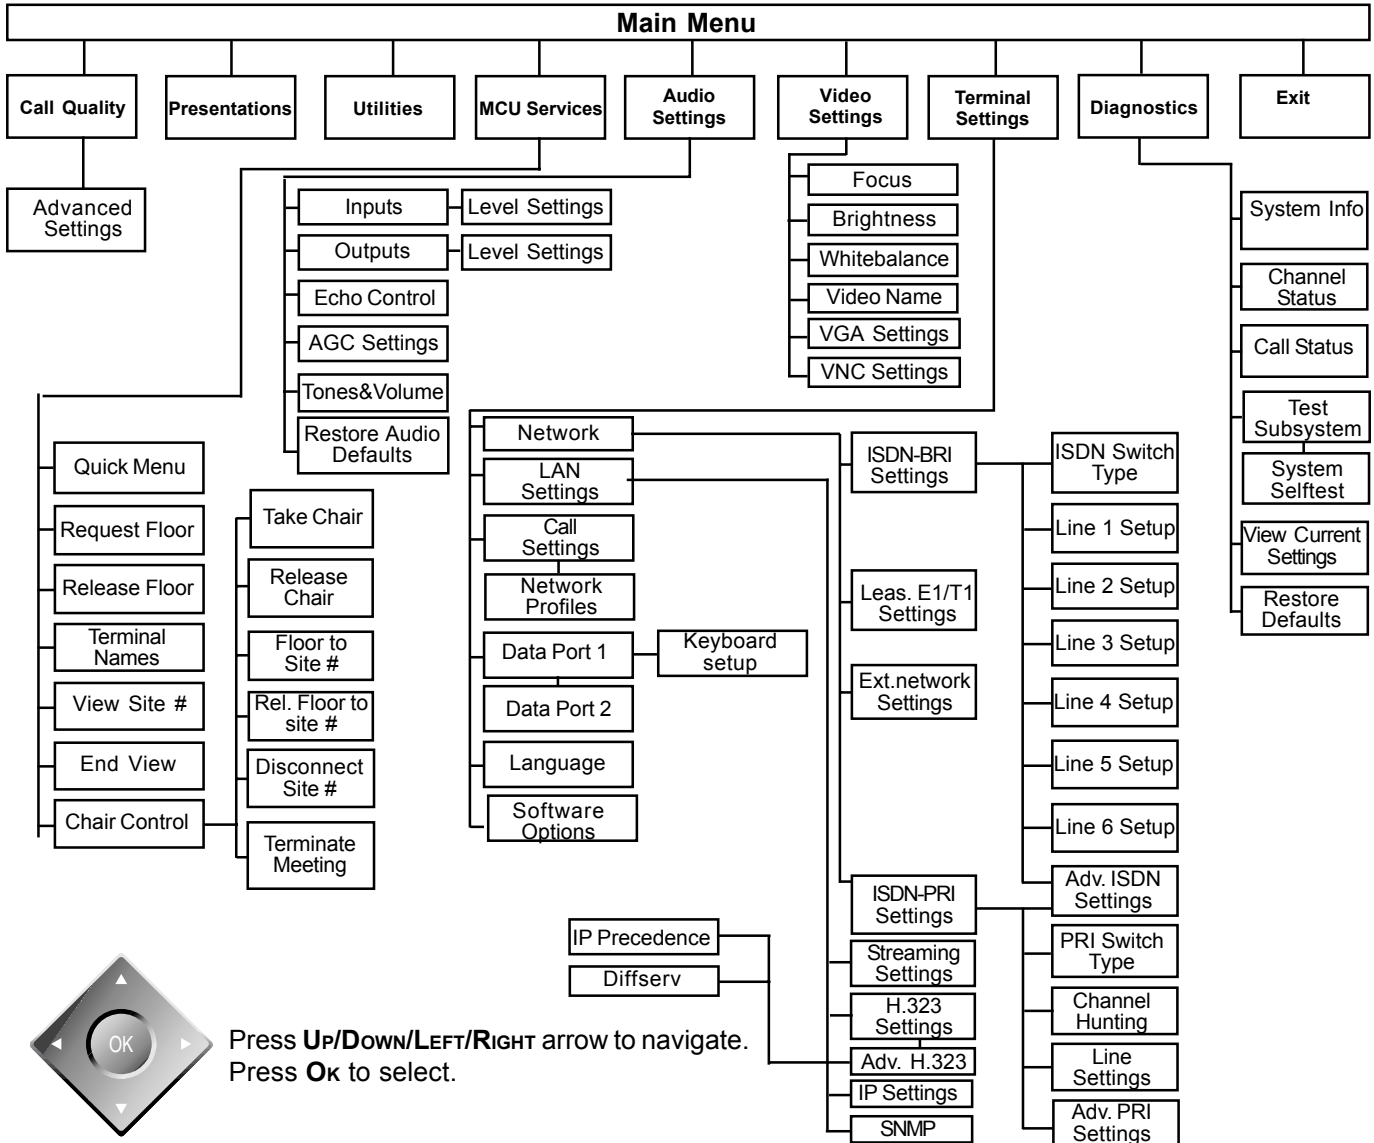 Main Menu
Call Quality
Presentations
Utilities
MCU Services
Audio
Settings
Video
Settings
Terminal
Settings
Diagnostics
Exit
Advanced
Settings
Inputs
Level Settings
Outputs
Level Settings
Echo Control
AGC Settings
Tones&Volume
Restore Audio
Defaults
Focus
Brightness
Whitebalance
Video Name
VGA Settings
VNC Settings
System Info
Channel
Status
Call Status
Test
Subsystem
System
Selftest
View Current
Settings
Restore
Defaults
Quick Menu
Request Floor
Release Floor
Terminal
Names
View Site #
End View
Chair Control
Take Chair
Release
Chair
Floor to
Site #
Rel. Floor to
site #
Disconnect
Site #
Terminate
Meeting
Network
LAN
Settings
Call
Settings
Network
Profiles
Data Port 1
Keyboard
setup
Data Port 2
Language
Software
Options
ISDN-BRI
Settings
Leas. E1/T1
Settings
Ext.network
Settings
ISDN-PRI
Settings
Streaming
Settings
H.323
Settings
Adv. H.323
IP Settings
SNMP
ISDN Switch
Type
Line 1 Setup
Line 2 Setup
Line 3 Setup
Line 4 Setup
Line 5 Setup
Line 6 Setup
Adv. ISDN
Settings
PRI Switch
Type
Channel
Hunting
Line
Settings
Adv. PRI
Settings
IP Precedence
Diffserv
OK
Press UP/DOWN/LEFT/RIGHT arrow to navigate.
Press OK to select.